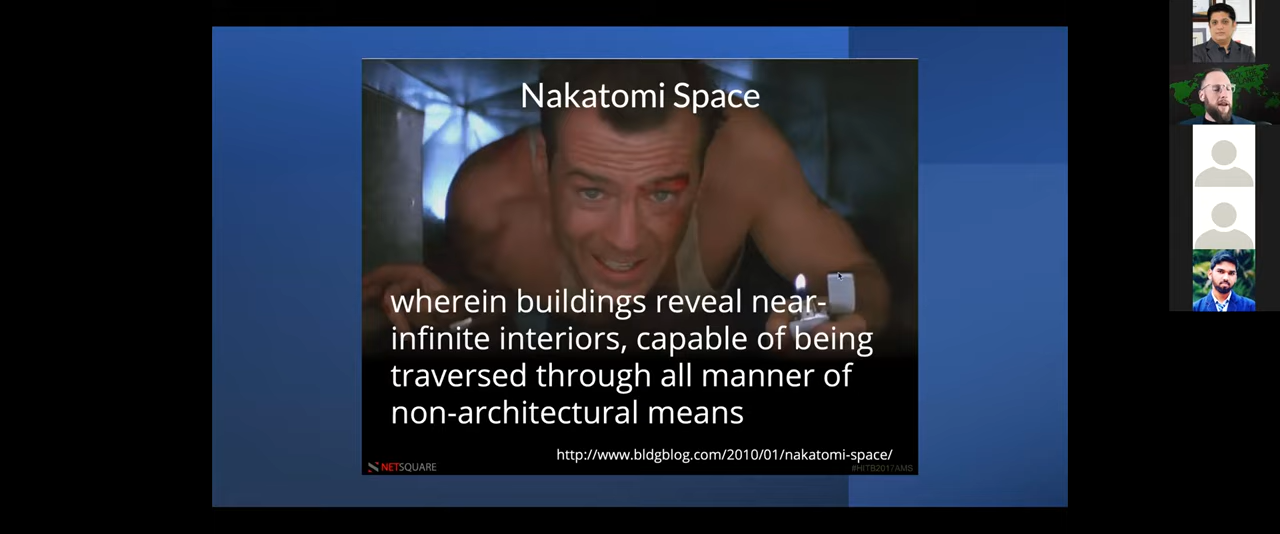 Nakatomi Space
wherein buildings reveal near-
infinite interiors, capable of being
traversed through all manner of
non-architectural means
http://www.bldgblog.com/2010/01/nakatomi-space/
NETSQUARE
#HITB2017AMS